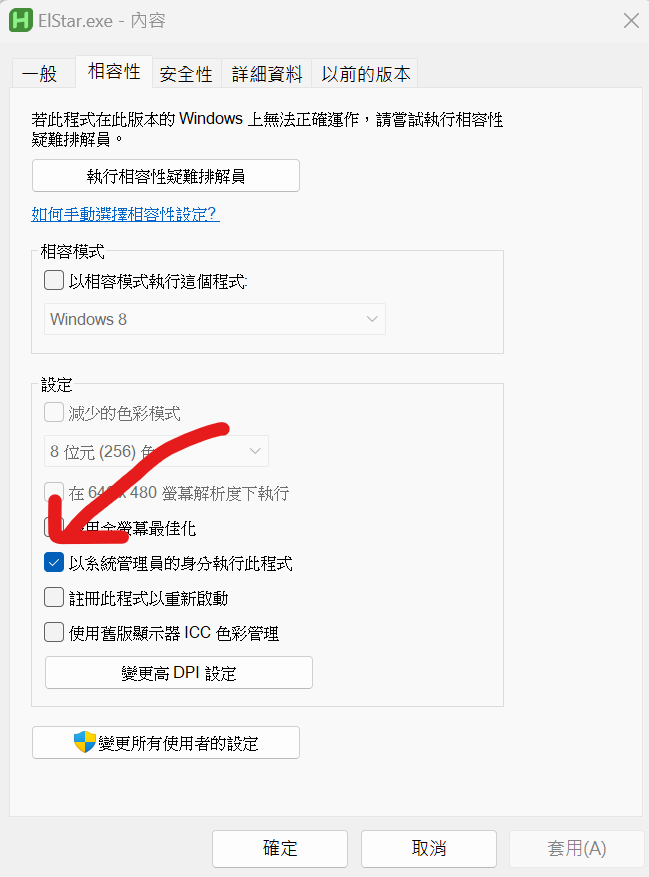 ElStar.exe - 內容
一般 相容性 安全性 詳細資料 以前的版本
若此程式在此版本的 Windows 上無法正確運作，請嘗試執行相容性
疑難排解員。
執行相容性疑難排解員
如何手動選擇相容性設定?
相容模式
以相容模式執行這個程式:
Windows 8
設定
減少的色彩模式
8 位元 (256) 色
在 640 x 480 螢幕解析度下執行
用全螢幕最佳化
以系統管理員的身分執行此程式
註冊此程式以重新啟動
使用舊版顯示器 ICC 色彩管理
變更高 DPI 設定
變更所有使用者的設定
確定 取消 套用(A)